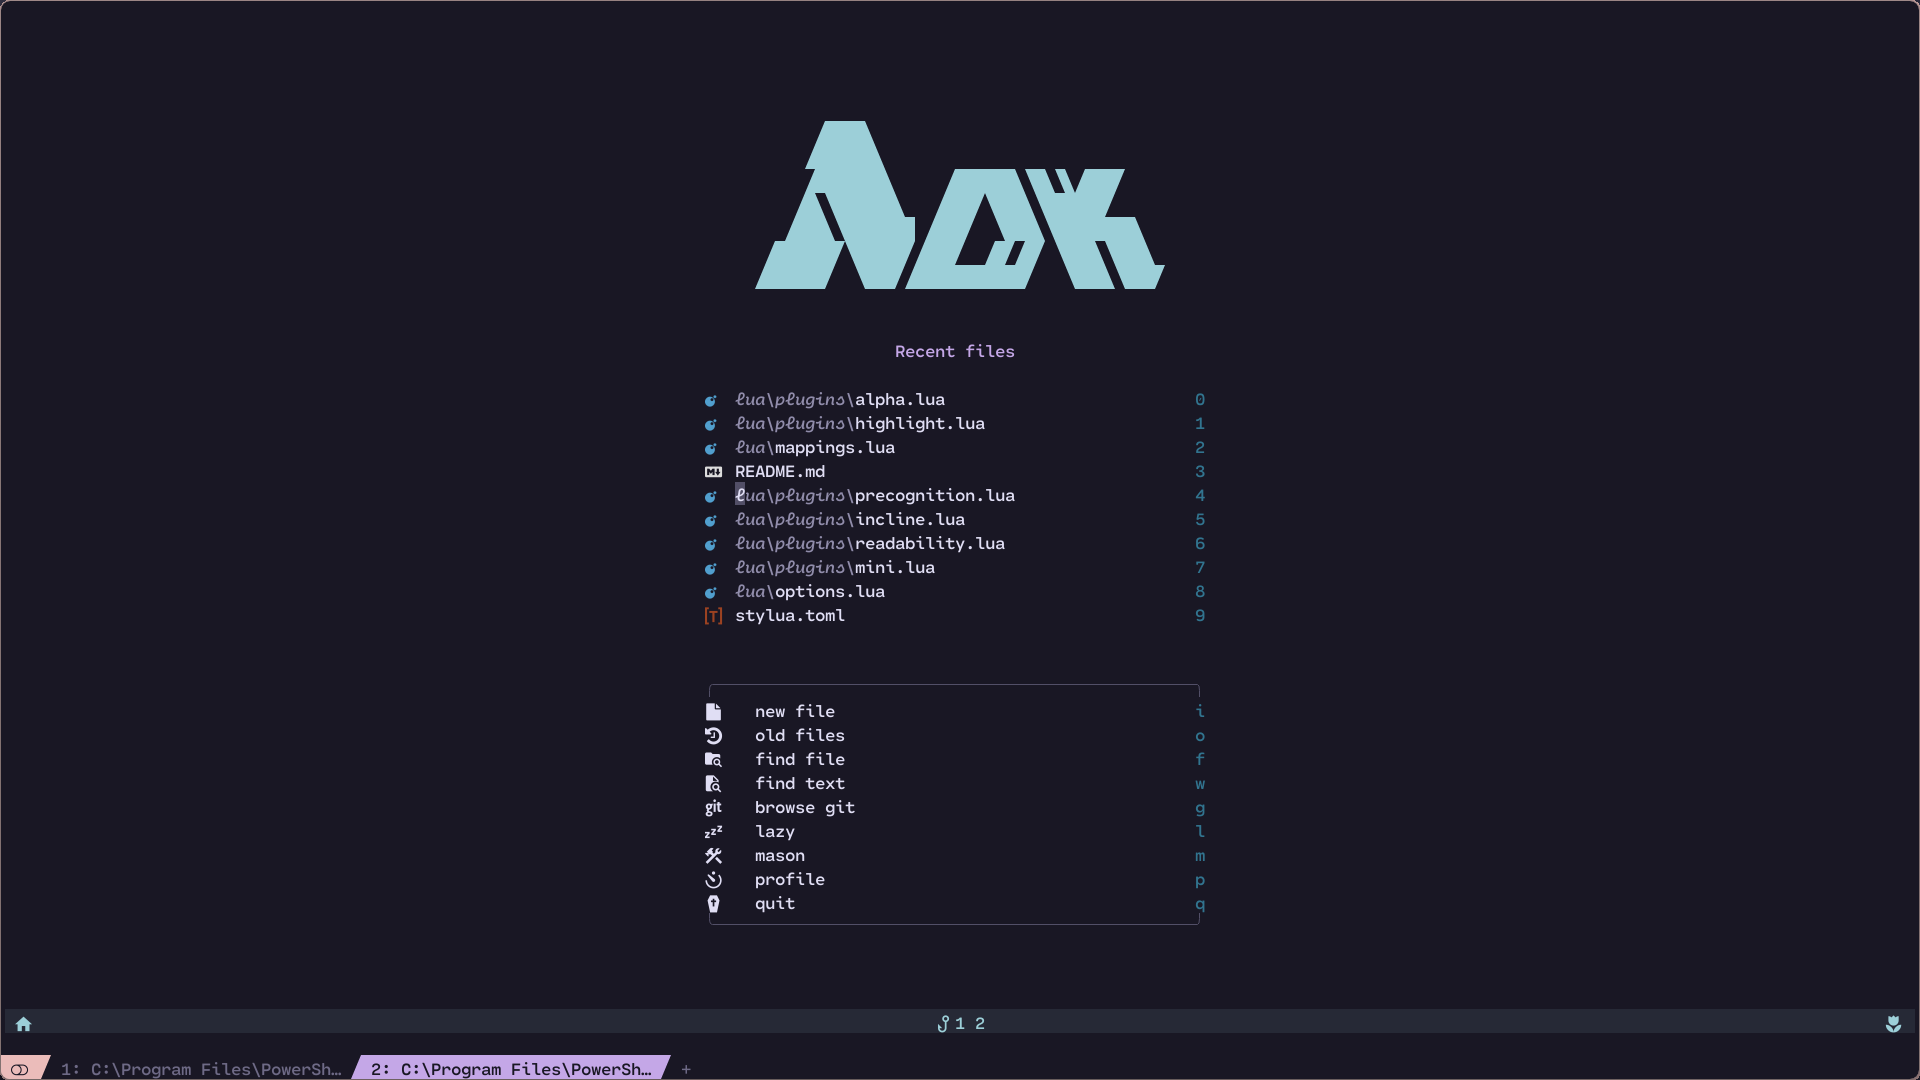 Recent files
lua\plugins\alpha.lua 0
lua\plugins\highlight.lua 1
lua\mappings.lua 2
README.md 3
lua\plugins\precognition.lua 4
lua\plugins\incline.lua 5
lua\plugins\readability.lua 6
lua\plugins\mini.lua 7
lua\options.lua 8
[T] stylua.toml 9
new file i
old files o
find file f
find text w
git browse git g
zzz lazy l
mason m
profile p
quit q
1 2
1: C:\Program Files\PowerSh… 2: C:\Program Files\PowerSh… +